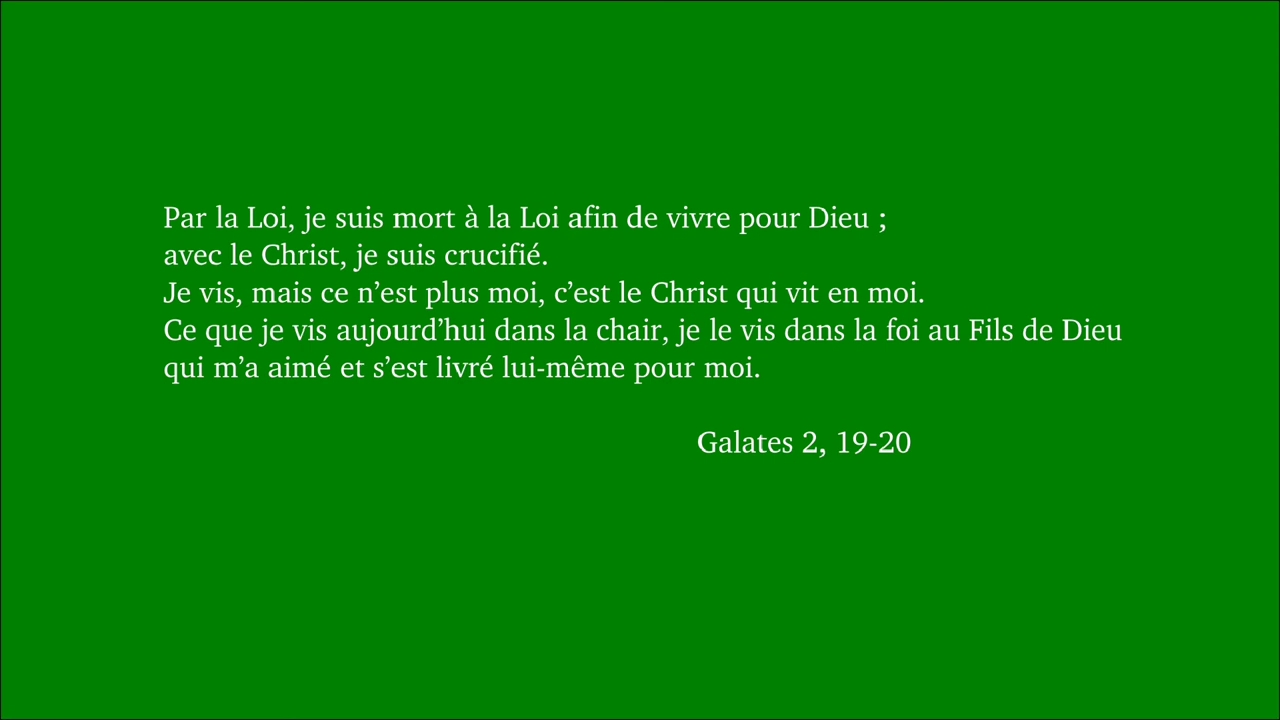 Par la Loi, je suis mort à la Loi afin de vivre pour Dieu ;
avec le Christ, je suis crucifié.
Je vis, mais ce n’est plus moi, c’est le Christ qui vit en moi.
Ce que je vis aujourd’hui dans la chair, je le vis dans la foi au Fils de Dieu
qui m’a aimé et s’est livré lui-même pour moi.
Galates 2, 19-20